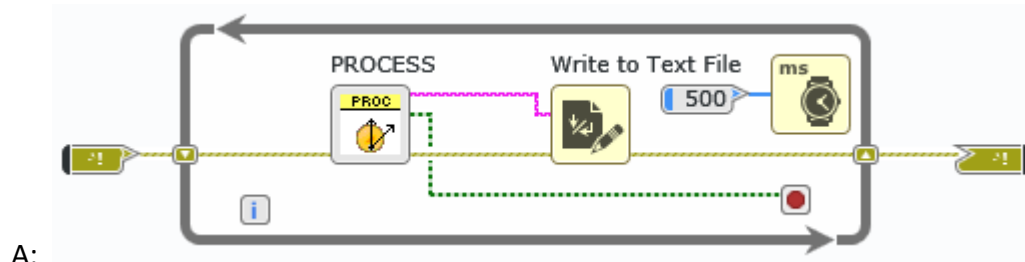 PROCESS
Write to Text File
ms
500
PROC
-!
-!
i
A: